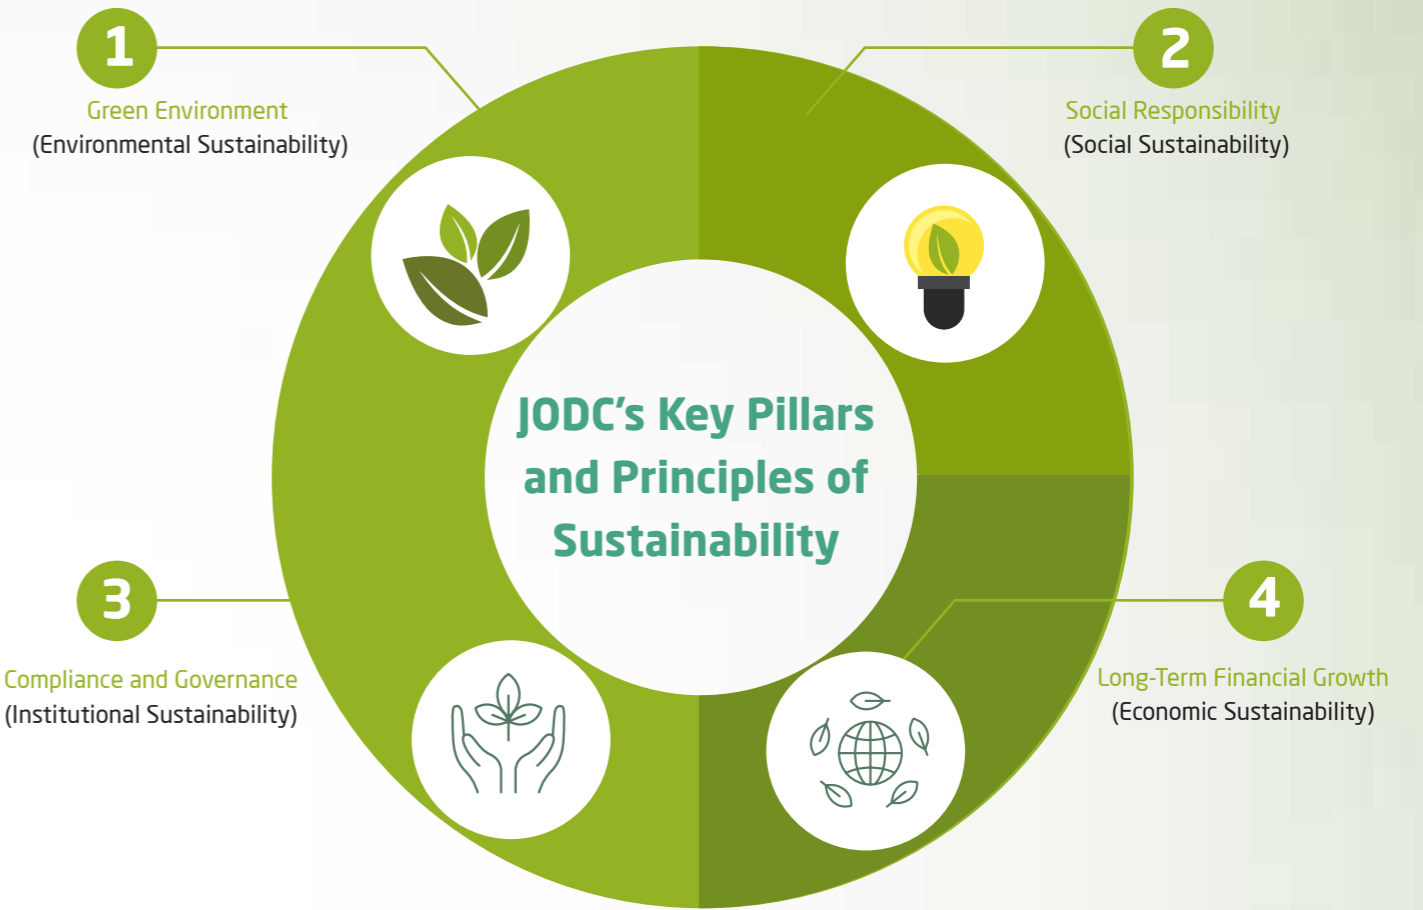 1
Green Environment
(Environmental Sustainability)
2
Social Responsibility
(Social Sustainability)
JODC’s Key Pillars
and Principles of
Sustainability
3
Compliance and Governance
(Institutional Sustainability)
4
Long-Term Financial Growth
(Economic Sustainability)